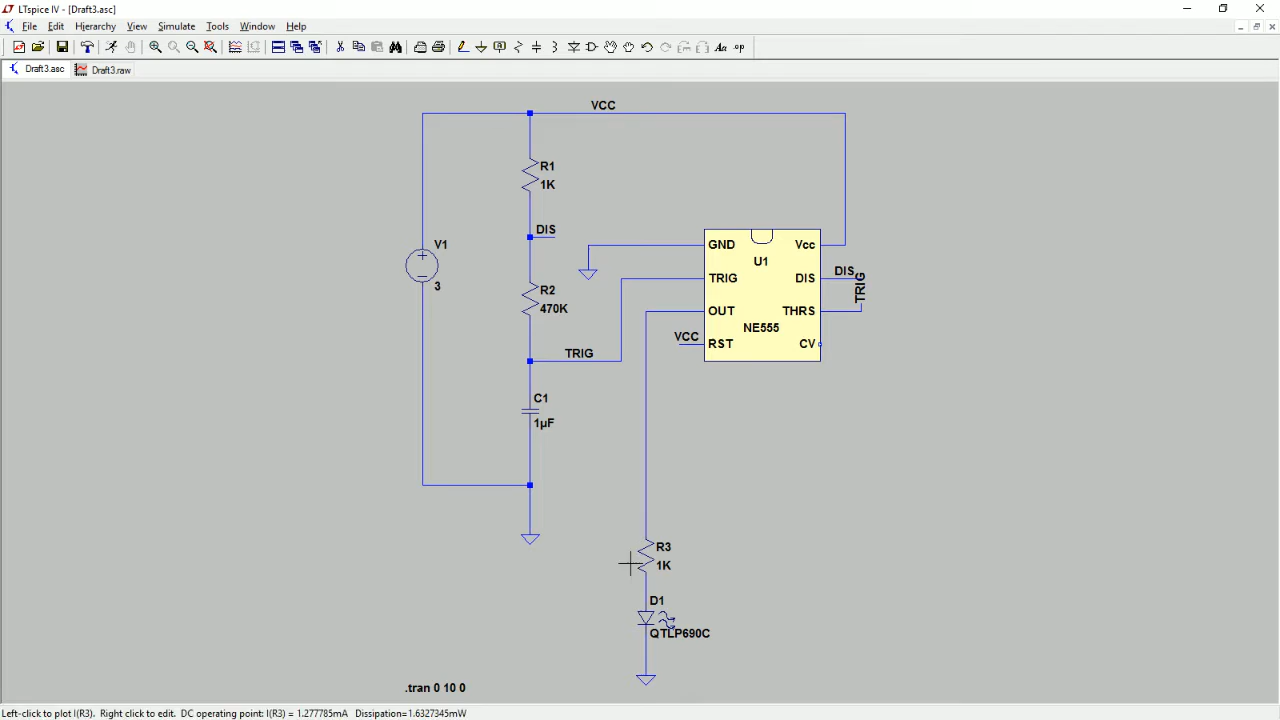 LTspice IV - [Draft3.asc]
File Edit Hierarchy View Simulate Tools Window Help
Aa .op
Draft3.asc Draft3.raw
VCC
R1
1K
DIS
V1
3
R2
470K
TRIG
C1
1µF
GND Vcc
U1
TRIG DIS
OUT THRS
NE555
RST CV
VCC
DIS
TRIG
R3
1K
D1
QTLP690C
.tran 0 10 0
Left-click to plot I(R3). Right click to edit. DC operating point: I(R3) = 1.277785mA Dissipation=1.6327345mW